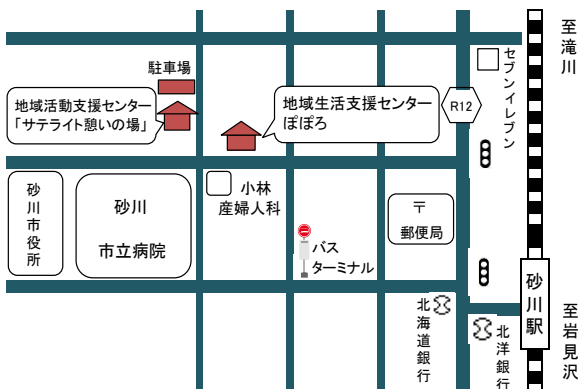 至滝川
セブンイレブン
駐車場
地域活動支援センター
「サテライト憩いの場」
地域生活支援センター
ぽぽろ
R12
砂川市役所
砂川
市立病院
小林
産婦人科
〒
郵便局
バス
ターミナル
北海道銀行
北洋銀行
砂川駅
至岩見沢